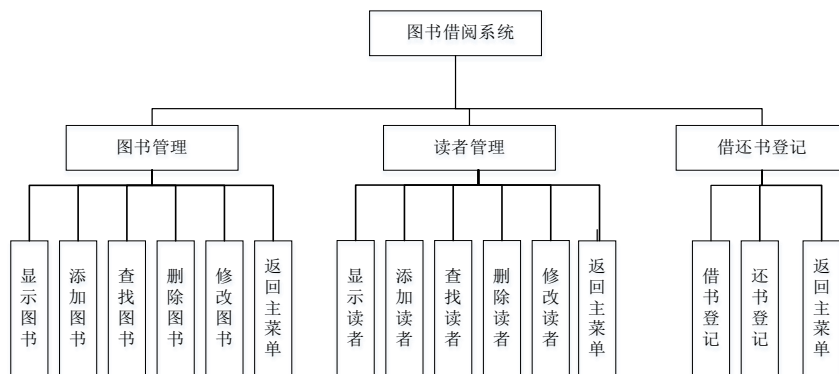 图书借阅系统
图书管理
读者管理
借还书登记
显示图书
添加图书
查找图书
删除图书
修改图书
返回主菜单
显示读者
添加读者
查找读者
删除读者
修改读者
返回主菜单
借书登记
还书登记
返回主菜单